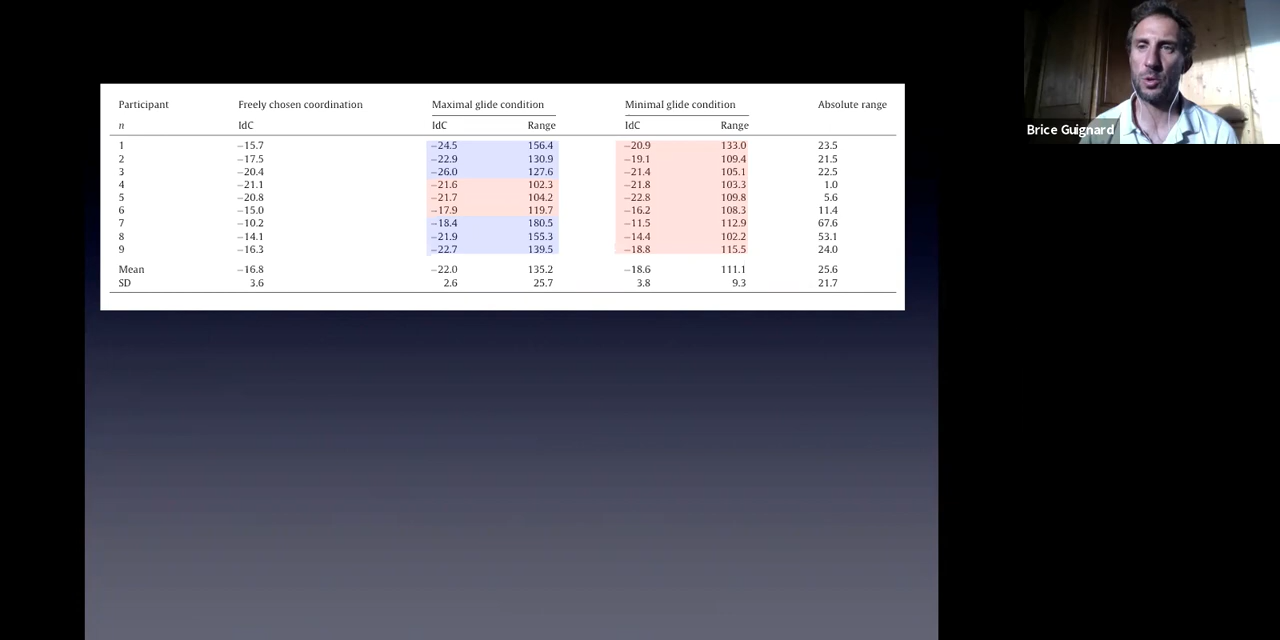 Participant Freely chosen coordination Maximal glide condition Minimal glide condition Absolute range
n IdC IdC Range IdC Range
1 −15.7 −24.5 156.4 −20.9 133.0 23.5
2 −17.5 −22.9 130.9 −19.1 109.4 21.5
3 −20.4 −26.0 127.6 −21.4 105.1 22.5
4 −21.1 −21.6 102.3 −21.8 103.3 1.0
5 −20.8 −21.7 104.2 −22.8 109.8 5.6
6 −15.0 −17.9 119.7 −16.2 108.3 11.4
7 −10.2 −18.4 180.5 −11.5 112.9 67.6
8 −14.1 −21.9 155.3 −14.4 102.2 53.1
9 −16.3 −22.7 139.5 −18.8 115.5 24.0
Mean −16.8 −22.0 135.2 −18.6 111.1 25.6
SD 3.6 2.6 25.7 3.8 9.3 21.7
Brice Guignard